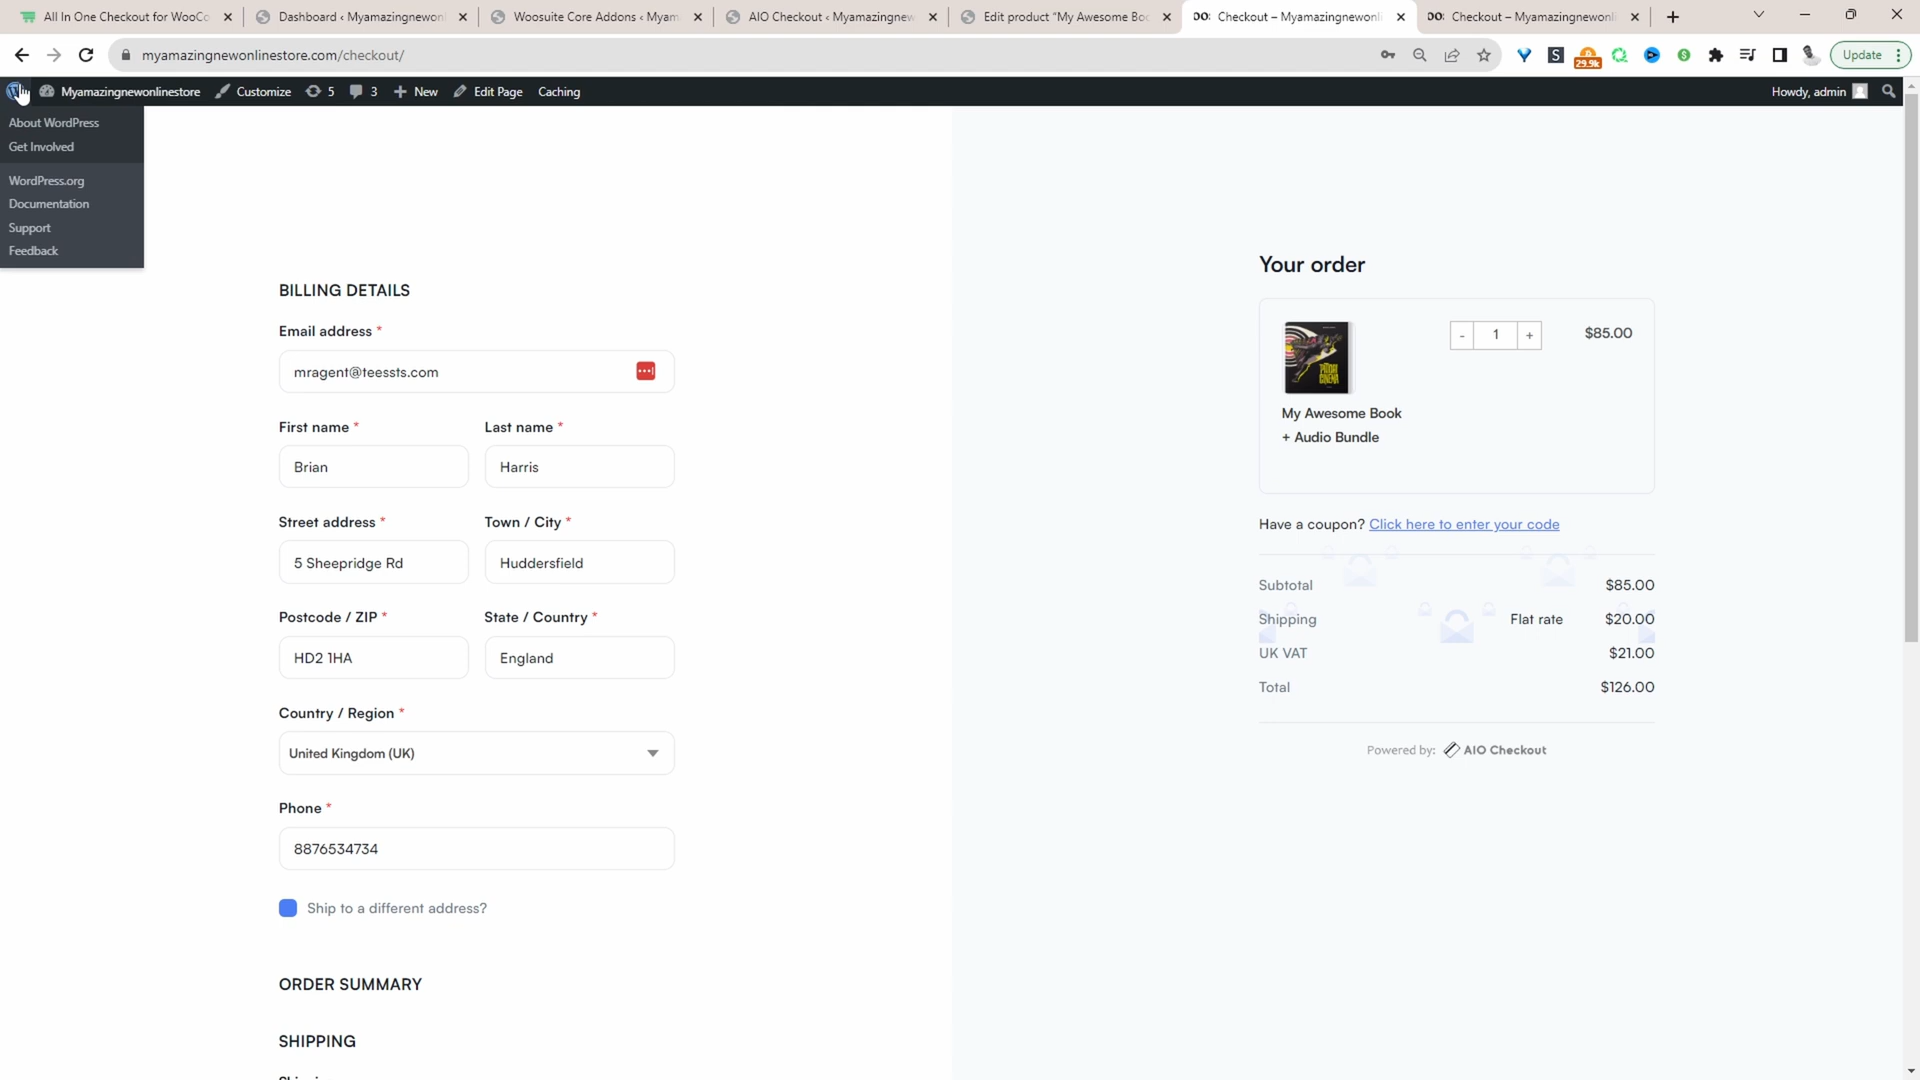 All In One Checkout for WooCo
Dashboard ‹ Myamazingnewonl
Woosuite Core Addons ‹ Myam
AIO Checkout ‹ Myamazingnew
Edit product “My Awesome Boo
Checkout – Myamazingnewonli
Checkout – Myamazingnewonli
myamazingnewonlinestore.com/checkout/
S
29.9k
Update
Myamazingnewonlinestore
Customize
5
3
New
Edit Page
Caching
Howdy, admin
About WordPress
Get Involved
WordPress.org
Documentation
Support
Feedback
BILLING DETAILS
Email address *
mragent@teessts.com
First name *
Last name *
Brian
Harris
Street address *
Town / City *
5 Sheepridge Rd
Huddersfield
Postcode / ZIP *
State / Country *
HD2 1HA
England
Country / Region *
United Kingdom (UK)
Phone *
8876534734
Ship to a different address?
ORDER SUMMARY
SHIPPING
Your order
- 1 +
$85.00
My Awesome Book
+ Audio Bundle
Have a coupon? Click here to enter your code
Subtotal $85.00
Shipping Flat rate $20.00
UK VAT $21.00
Total $126.00
Powered by: AIO Checkout